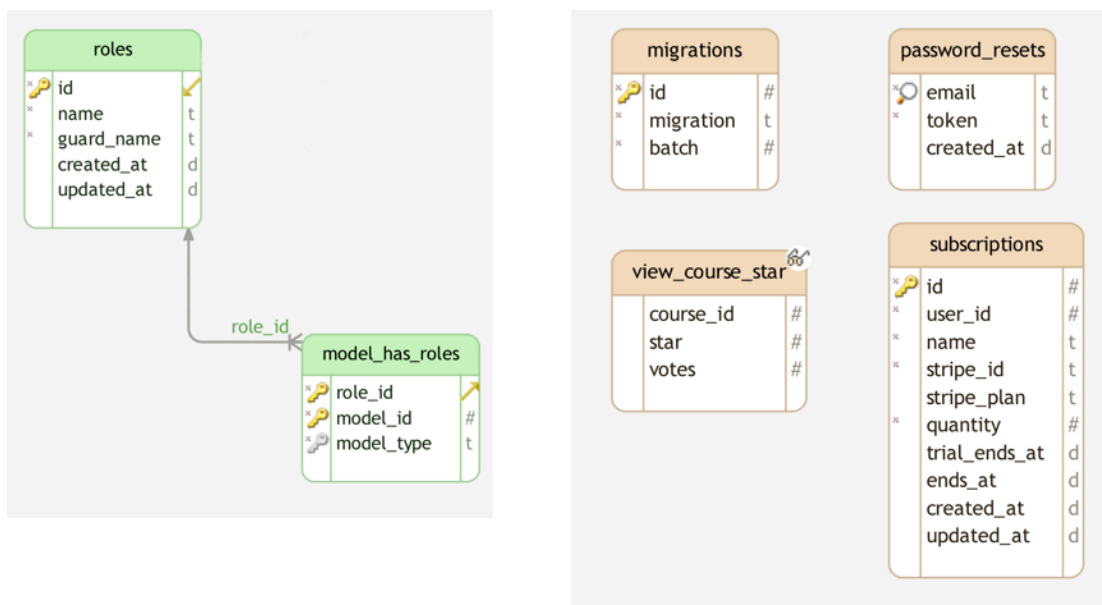 roles
id
name t
guard_name t
created_at d
updated_at d
role_id
model_has_roles
role_id
model_id #
model_type t
migrations
id #
migration t
batch #
password_resets
email t
token t
created_at d
view_course_star
course_id #
star #
votes #
subscriptions
id #
user_id #
name t
stripe_id t
stripe_plan t
quantity #
trial_ends_at d
ends_at d
created_at d
updated_at d